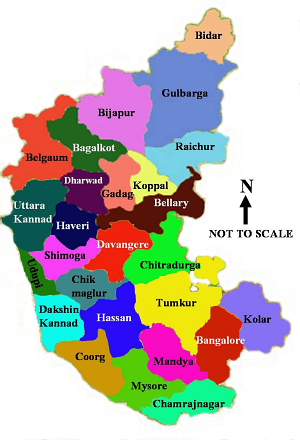 Bidar
Gulbarga
Bijapur
Raichur
Bagalkot
Belgaum
Dharwad
Koppal
Gadag
Bellary
Uttara
Kannad
N
Haveri
NOT TO SCALE
Davangere
Shimoga
Chitradurga
Udupi
Chik
maglur
Tumkur
Dakshin
Kannad
Hassan
Kolar
Bangalore
Coorg
Mandya
Mysore
Chamrajnagar